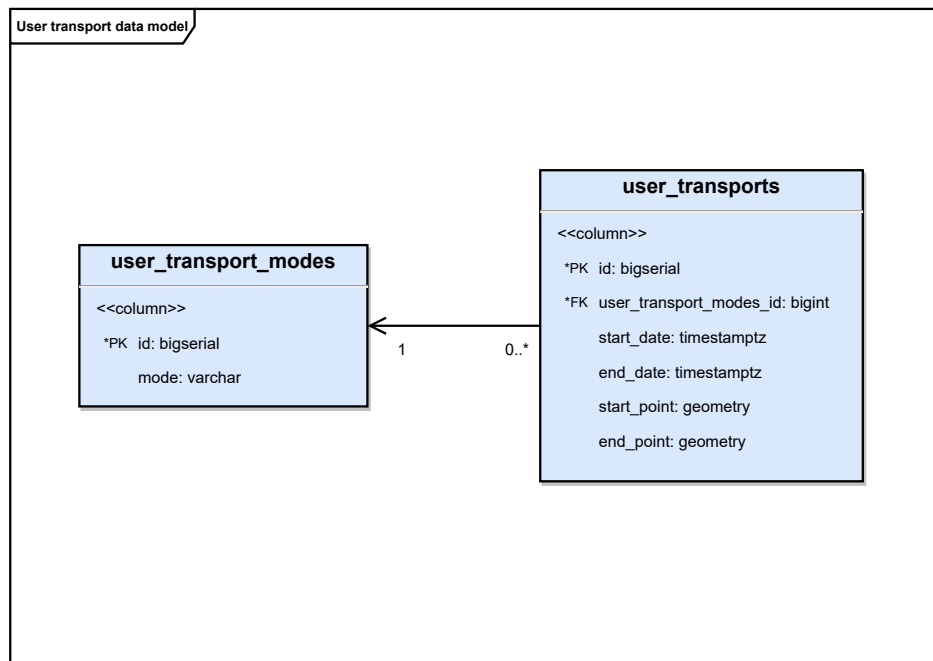 User transport data model
user_transports
<<column>>
*PK id: bigserial
*FK user_transport_modes_id: bigint
start_date: timestamptz
end_date: timestamptz
start_point: geometry
end_point: geometry
user_transport_modes
<<column>>
*PK id: bigserial
mode: varchar
1
0..*